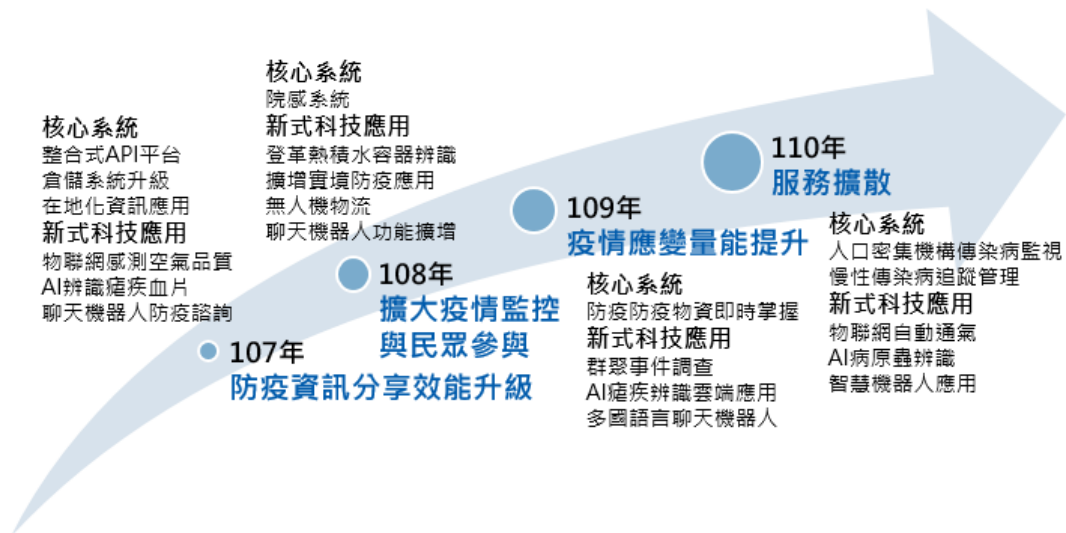 核心系統
整合式API平台
倉儲系統升級
在地化資訊應用
新式科技應用
物聯網感測空氣品質
AI辨識瘧疾血片
聊天機器人防疫諮詢
107年
防疫資訊分享效能升級
核心系統
院感系統
新式科技應用
登革熱積水容器辨識
擴增實境防疫應用
無人機物流
聊天機器人功能擴增
108年
擴大疫情監控
與民眾參與
109年
疫情應變量能提升
核心系統
防疫防疫物資即時掌握
新式科技應用
群聚事件調查
AI瘧疾辨識雲端應用
多國語言聊天機器人
110年
服務擴散
核心系統
人口密集機構傳染病監視
慢性傳染病追蹤管理
新式科技應用
物聯網自動通氣
AI病原蟲辨識
智慧機器人應用